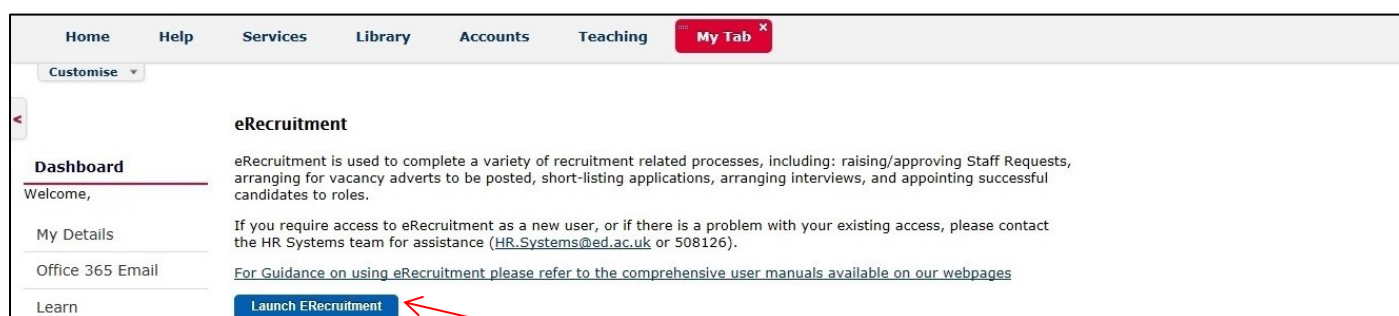 Home Help Services Library Accounts Teaching My Tab
Customise
eRecruitment
Dashboard
Welcome,
My Details
Office 365 Email
Learn
eRecruitment is used to complete a variety of recruitment related processes, including: raising/approving Staff Requests,
arranging for vacancy adverts to be posted, short-listing applications, arranging interviews, and appointing successful
candidates to roles.
If you require access to eRecruitment as a new user, or if there is a problem with your existing access, please contact
the HR Systems team for assistance (HR.Systems@ed.ac.uk or 508126).
For Guidance on using eRecruitment please refer to the comprehensive user manuals available on our webpages
Launch ERecruitment